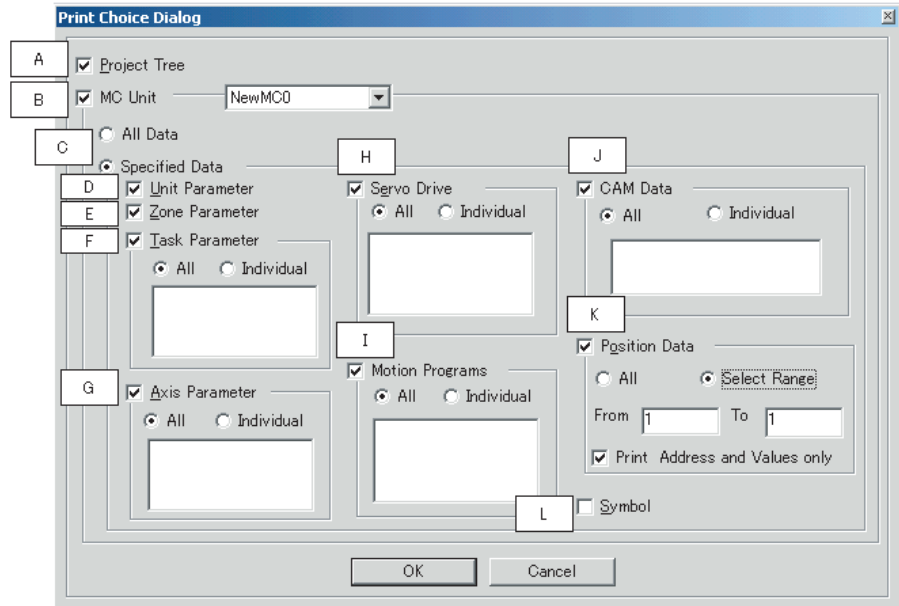 Print Choice Dialog
A
Project Tree
B
MC Unit
NewMC0
C
All Data
Specified Data
D
Unit Parameter
E
Zone Parameter
F
Task Parameter
All
Individual
G
Axis Parameter
All
Individual
H
Servo Drive
All
Individual
I
Motion Programs
All
Individual
J
CAM Data
All
Individual
K
Position Data
All
Select Range
From
1
To
1
Print Address and Values only
L
Symbol
OK
Cancel